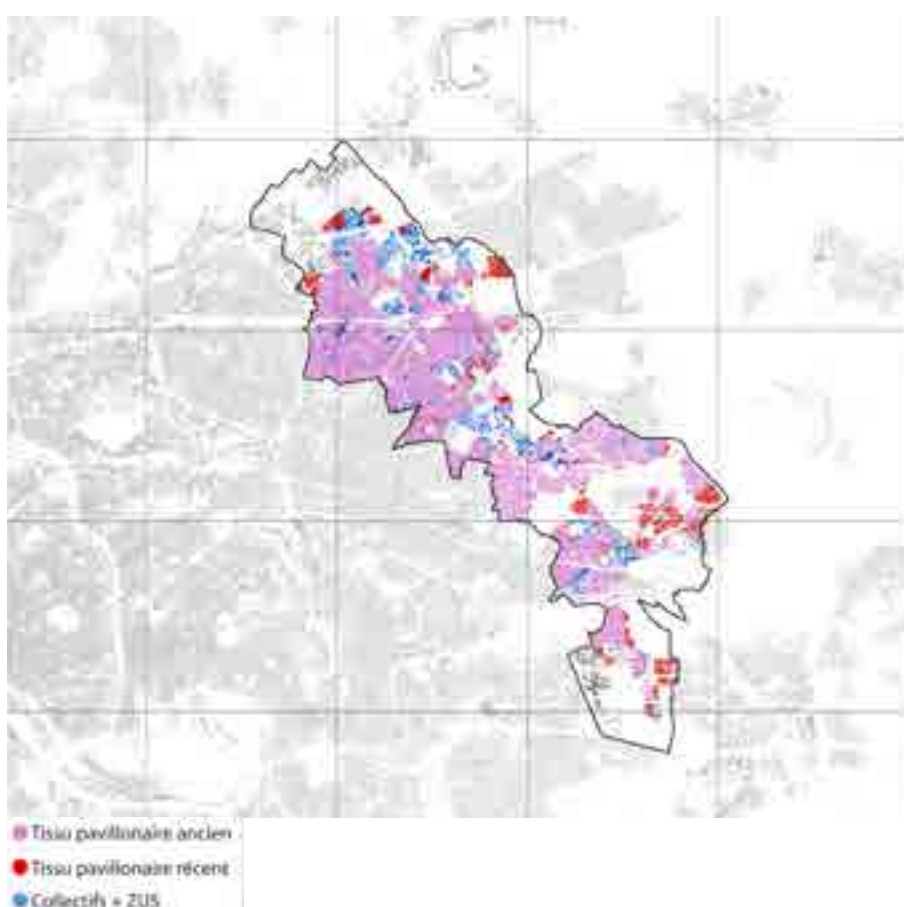 Tissu pavillonaire ancien
Tissu pavillonaire récent
Collectifs + ZUS